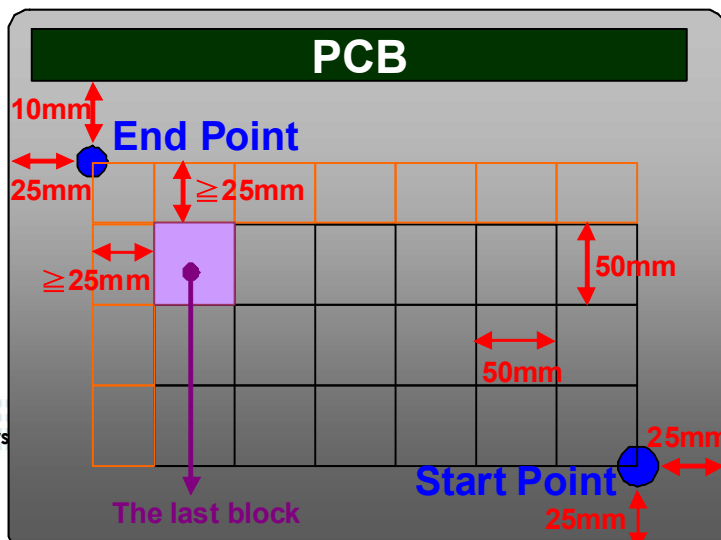 PCB
10mm
End Point
25mm
≧25mm
≧25mm
50mm
50mm
25mm
Start Point
25mm
The last block